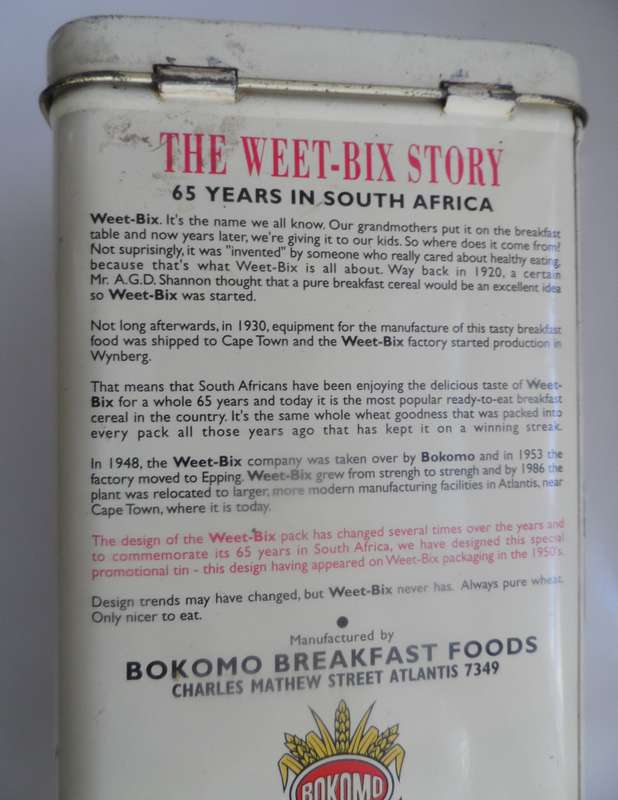 THE WEET-BIX STORY
65 YEARS IN SOUTH AFRICA
Weet-Bix. It's the name we all know. Our grandmothers put it on the breakfast
table and now years later, we're giving it to our kids. So where does it come from?
Not suprisingly, it was "invented" by someone who really cared about healthy eating,
because that's what Weet-Bix is all about. Way back in 1920, a certain
Mr. A.G.D. Shannon thought that a pure breakfast cereal would be an excellent idea
so Weet-Bix was started.
Not long afterwards, in 1930, equipment for the manufacture of this tasty breakfast
food was shipped to Cape Town and the Weet-Bix factory started production in
Wynberg.
That means that South Africans have been enjoying the delicious taste of Weet-
Bix for a whole 65 years and today it is the most popular ready-to-eat breakfast
cereal in the country. It's the same whole wheat goodness that was packed into
every pack all those years ago that has kept it on a winning streak.
In 1948, the Weet-Bix company was taken over by Bokomo and in 1953 the
factory moved to Epping. Weet-Bix grew from strengh to strengh and by 1986 the
plant was relocated to larger, more modern manufacturing facilities in Atlantis, near
Cape Town, where it is today.
The design of the Weet-Bix pack has changed several times over the years and
to commemorate its 65 years in South Africa, we have designed this special
promotional tin - this design having appeared on Weet-Bix packaging in the 1950's.
Design trends may have changed, but Weet-Bix never has. Always pure wheat.
Only nicer to eat.
Manufactured by
BOKOMO BREAKFAST FOODS
CHARLES MATHEW STREET ATLANTIS 7349
BOKOMO